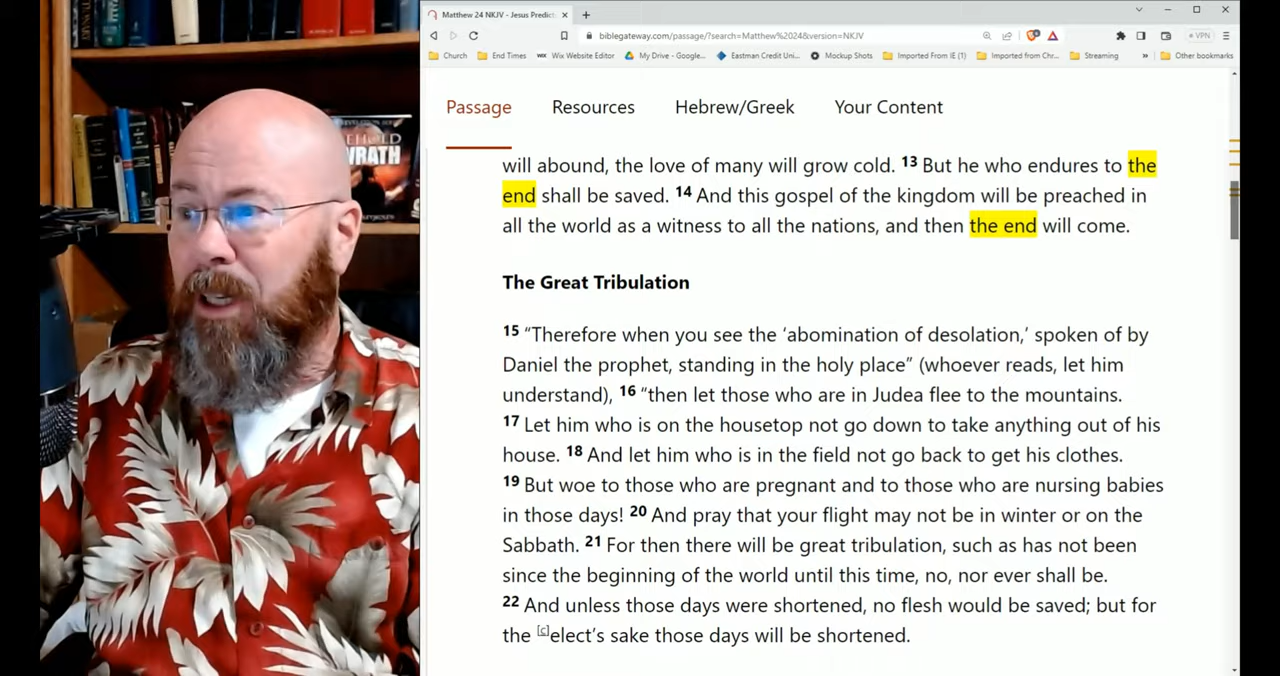 Matthew 24 NKJV - Jesus Predict
biblegateway.com/passage/?search=Matthew%2024&version=NKJV
VPN
Church End Times Wix Website Editor My Drive - Google... Eastman Credit Uni... Mockup Shots Imported From IE (1) Imported from Chr... Streaming » Other bookmarks
Passage Resources Hebrew/Greek Your Content
will abound, the love of many will grow cold. 13 But he who endures to the
end shall be saved. 14 And this gospel of the kingdom will be preached in
all the world as a witness to all the nations, and then the end will come.
The Great Tribulation
15 “Therefore when you see the ‘abomination of desolation,’ spoken of by
Daniel the prophet, standing in the holy place” (whoever reads, let him
understand), 16 “then let those who are in Judea flee to the mountains.
17 Let him who is on the housetop not go down to take anything out of his
house. 18 And let him who is in the field not go back to get his clothes.
19 But woe to those who are pregnant and to those who are nursing babies
in those days! 20 And pray that your flight may not be in winter or on the
Sabbath. 21 For then there will be great tribulation, such as has not been
since the beginning of the world until this time, no, nor ever shall be.
22 And unless those days were shortened, no flesh would be saved; but for
the [c]elect’s sake those days will be shortened.
WRATH